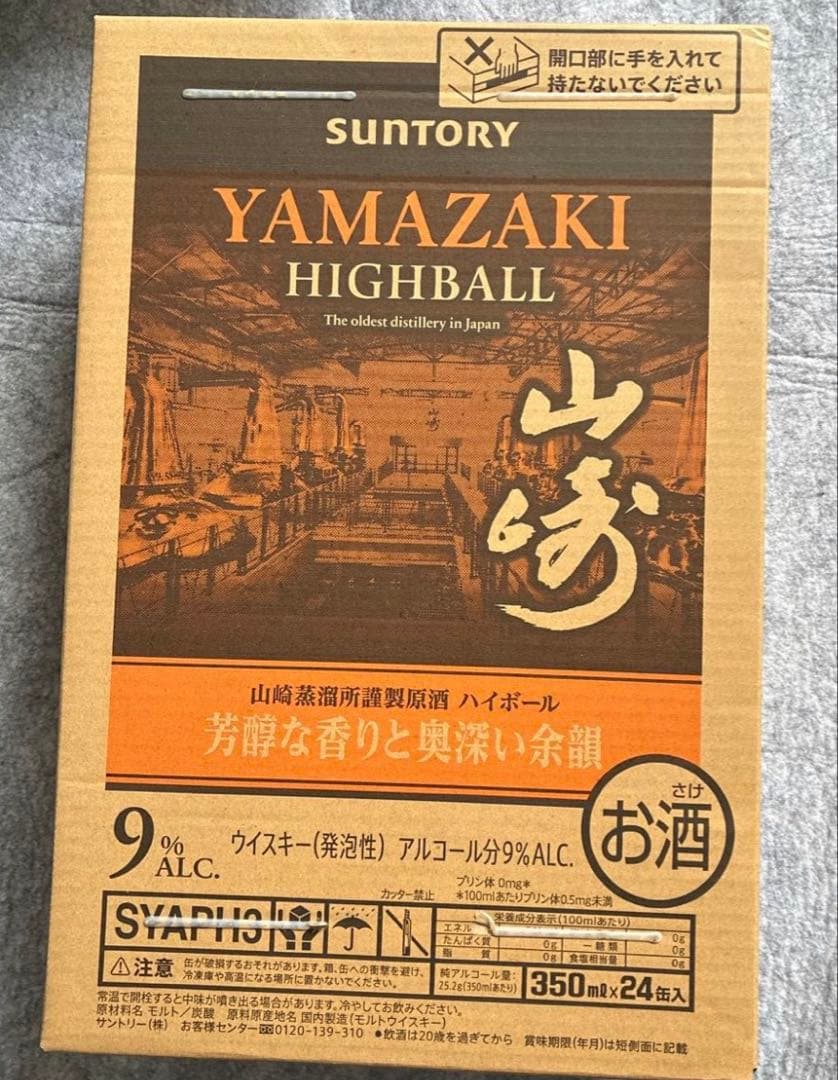 開口部に手を入れて
持たないでください
SUNTORY
YAMAZAKI
HIGHBALL
The oldest distillery in Japan
山崎
山崎蒸溜所謹製原酒 ハイボール
芳醇な香りと奥深い余韻
さけ
お酒
9%
ALC.
ウイスキー(発泡性) アルコール分9%ALC.
プリン体 0mg*
*100mlあたりプリン体0.5mg未満
カッター禁止
SYAPH3
栄養成分表示(100mlあたり)
エネル
たんぱく質 0g 糖類 0g
脂質 0g 食塩相当量 0g
注意
缶が破損するおそれがあります。箱、缶への衝撃を避け、
冷凍庫や高温になる場所に置かないでください。
純アルコール量:
25.2g(350mlあたり)
350ml×24缶入
常温で開栓すると中味が噴き出る場合があります。冷やしてお飲みください。
原材料名 モルト/炭酸 原料原産地名 国内製造(モルトウイスキー)
サントリー(株) お客様センター 0120-139-310 ●飲酒は20歳を過ぎてから 賞味期限(年月)は短側面に記載